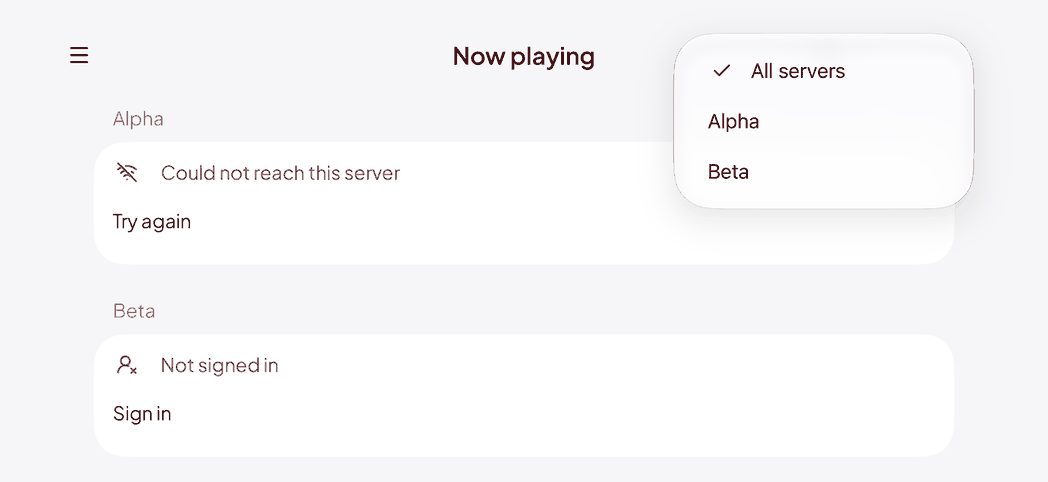 Now playing
All servers
Alpha
Beta
Alpha
Could not reach this server
Try again
Beta
Not signed in
Sign in